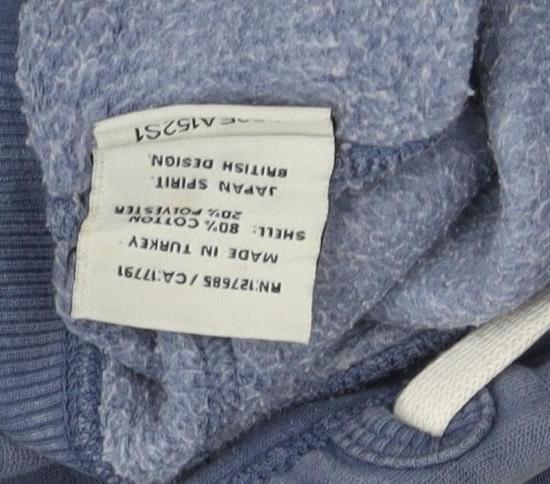 RN:127685 / CA:17791
MADE IN TURKEY
SHELL: 80% COTTON
20% POLYESTER
JAPAN SPIRIT.
BRITISH DESIGN.